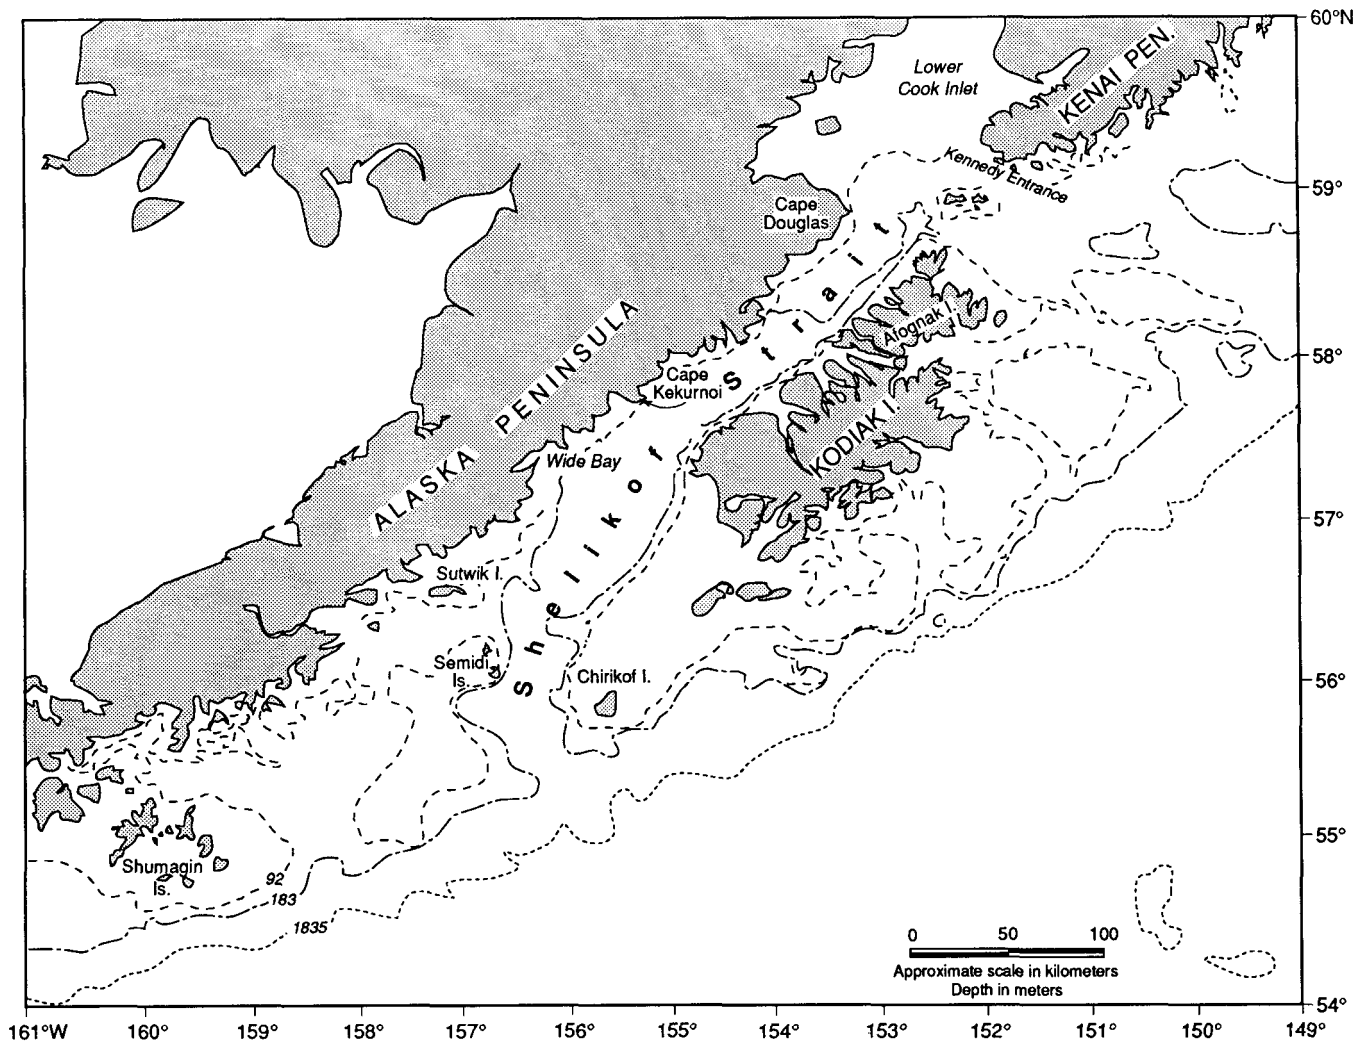 60°N
Lower
Cook Inlet
KENAI PEN.
Kennedy Entrance
59°
Cape
Douglas
Shelikof Strait
Afognak I.
58°
Cape
Kekurnoi
ALASKA PENINSULA
KODIAK I.
Wide Bay
57°
Sutwik I.
Semidi
Is.
Chirikof I.
56°
55°
Shumagin
Is.
92
183
1835
0 50 100
Approximate scale in kilometers
Depth in meters
54°
161°W 160° 159° 158° 157° 156° 155° 154° 153° 152° 151° 150° 149°